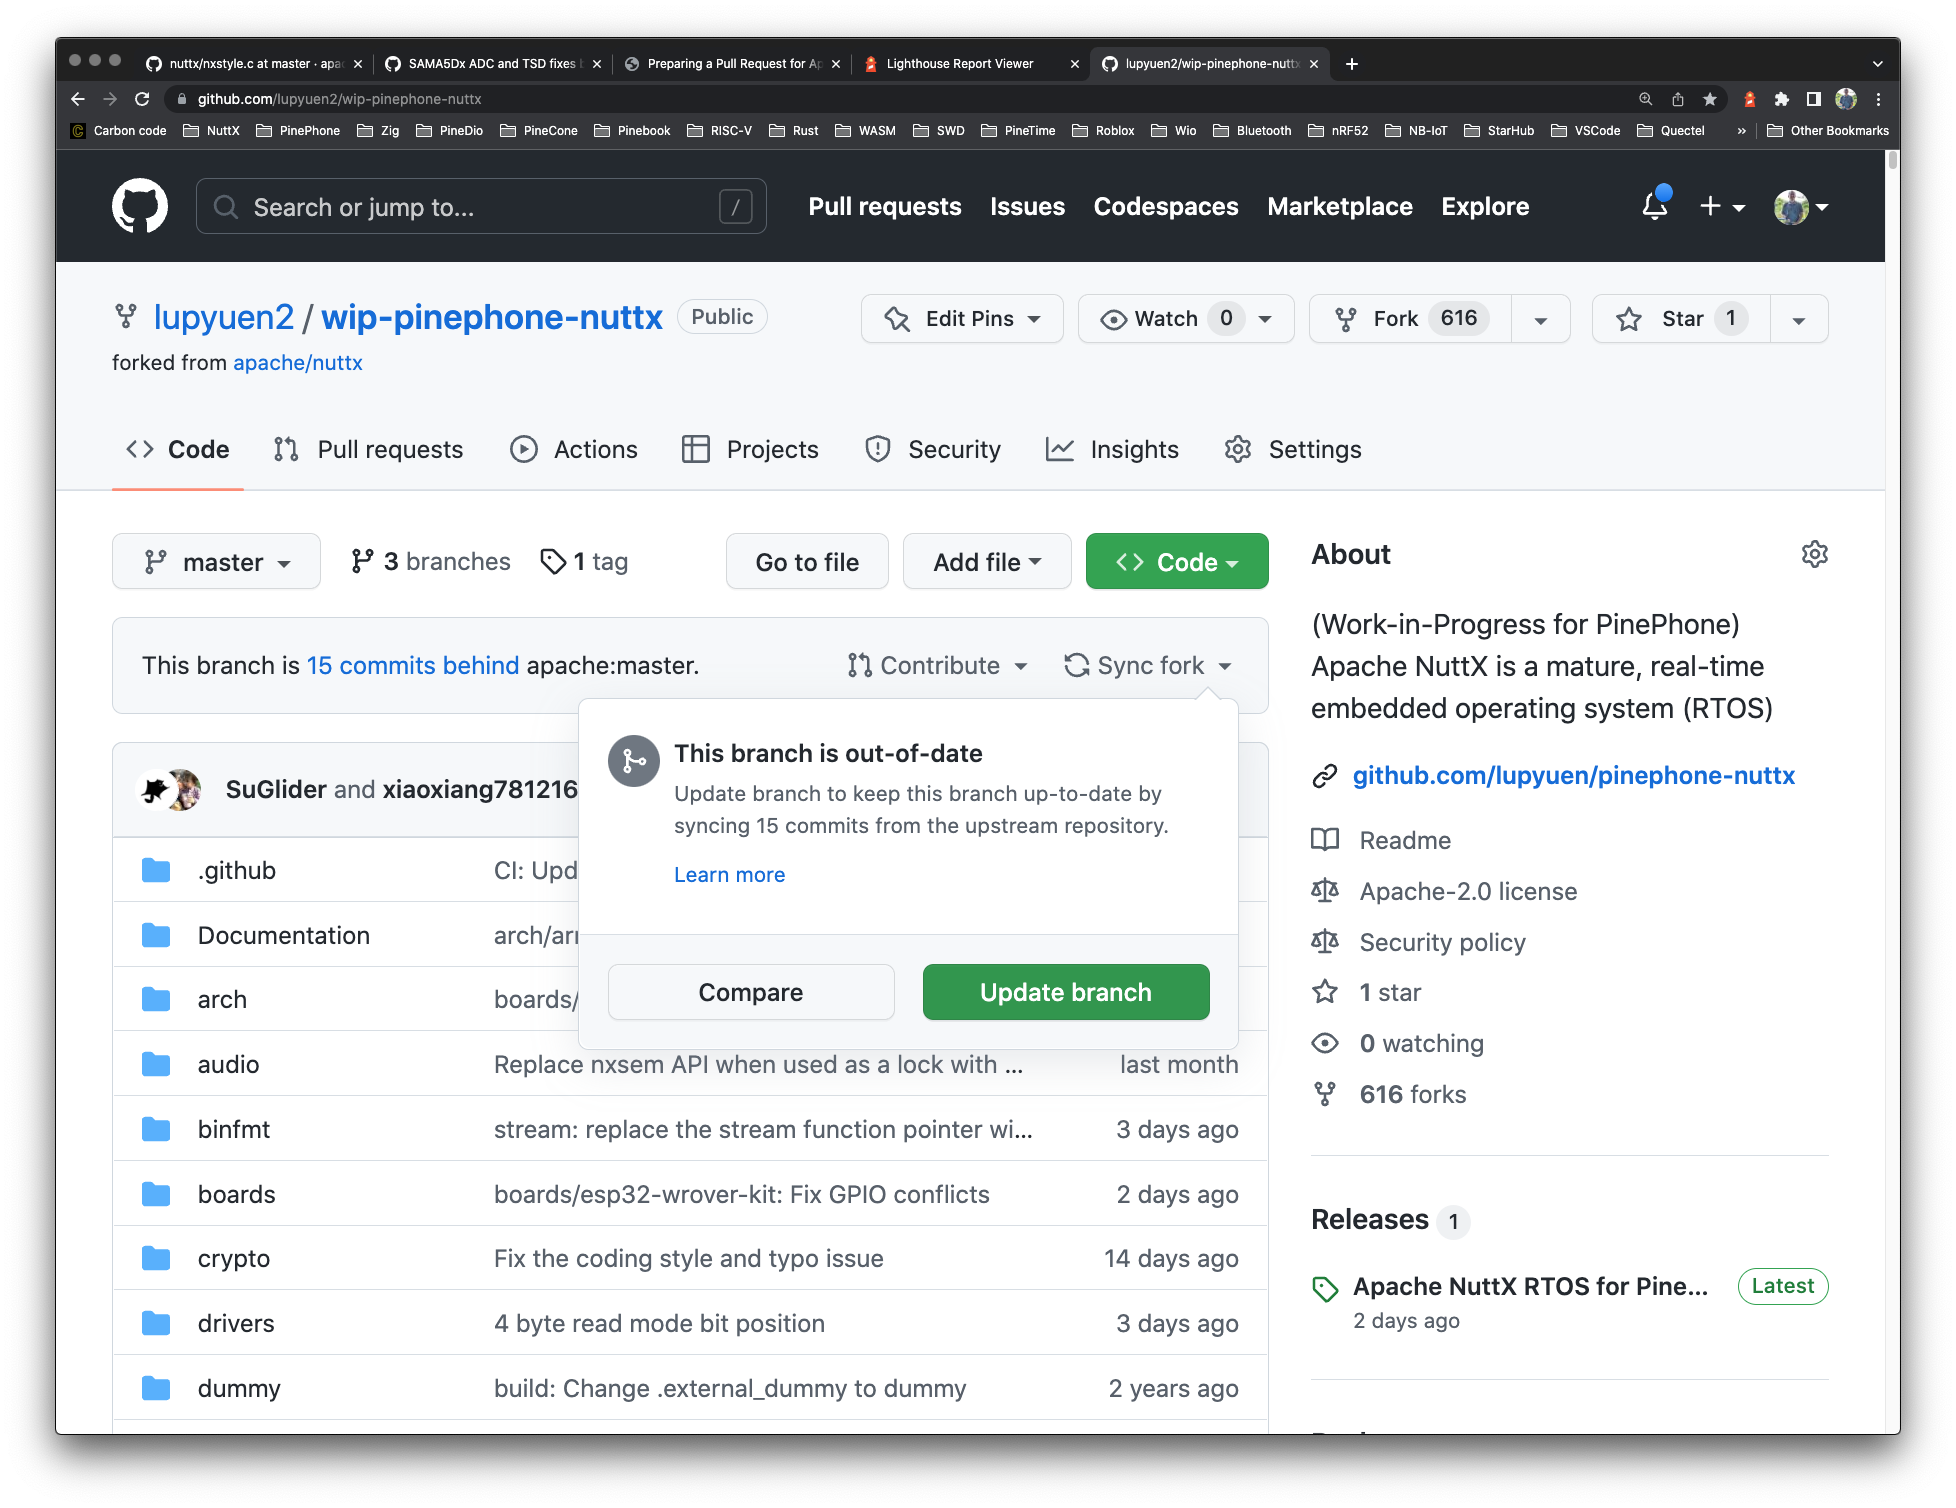 nuttx/nxstyle.c at master · apac
SAMA5Dx ADC and TSD fixes
Preparing a Pull Request for Ap
Lighthouse Report Viewer
lupyuen2/wip-pinephone-nuttx
github.com/lupyuen2/wip-pinephone-nuttx
Carbon code NuttX PinePhone Zig PineDio PineCone Pinebook RISC-V Rust WASM SWD PineTime Roblox Wio Bluetooth nRF52 NB-IoT StarHub VSCode Quectel » Other Bookmarks
Search or jump to... /
Pull requests Issues Codespaces Marketplace Explore
lupyuen2 / wip-pinephone-nuttx Public
Edit Pins Watch 0 Fork 616 Star 1
forked from apache/nuttx
Code Pull requests Actions Projects Security Insights Settings
master 3 branches 1 tag Go to file Add file Code
This branch is 15 commits behind apache:master. Contribute Sync fork
This branch is out-of-date
Update branch to keep this branch up-to-date by
syncing 15 commits from the upstream repository.
Learn more
Compare Update branch
SuGlider and xiaoxiang781216
.github CI: Upd
Documentation arch/arm
arch boards/
audio Replace nxsem API when used as a lock with ... last month
binfmt stream: replace the stream function pointer wi... 3 days ago
boards boards/esp32-wrover-kit: Fix GPIO conflicts 2 days ago
crypto Fix the coding style and typo issue 14 days ago
drivers 4 byte read mode bit position 3 days ago
dummy build: Change .external_dummy to dummy 2 years ago
About
(Work-in-Progress for PinePhone)
Apache NuttX is a mature, real-time
embedded operating system (RTOS)
github.com/lupyuen/pinephone-nuttx
Readme
Apache-2.0 license
Security policy
1 star
0 watching
616 forks
Releases 1
Apache NuttX RTOS for Pine... Latest
2 days ago